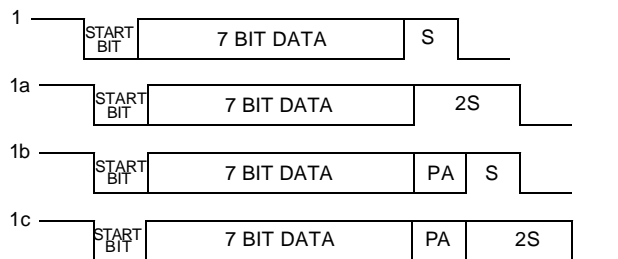 1 START BIT 7 BIT DATA S
1a START BIT 7 BIT DATA 2S
1b START BIT 7 BIT DATA PA S
1c START BIT 7 BIT DATA PA 2S